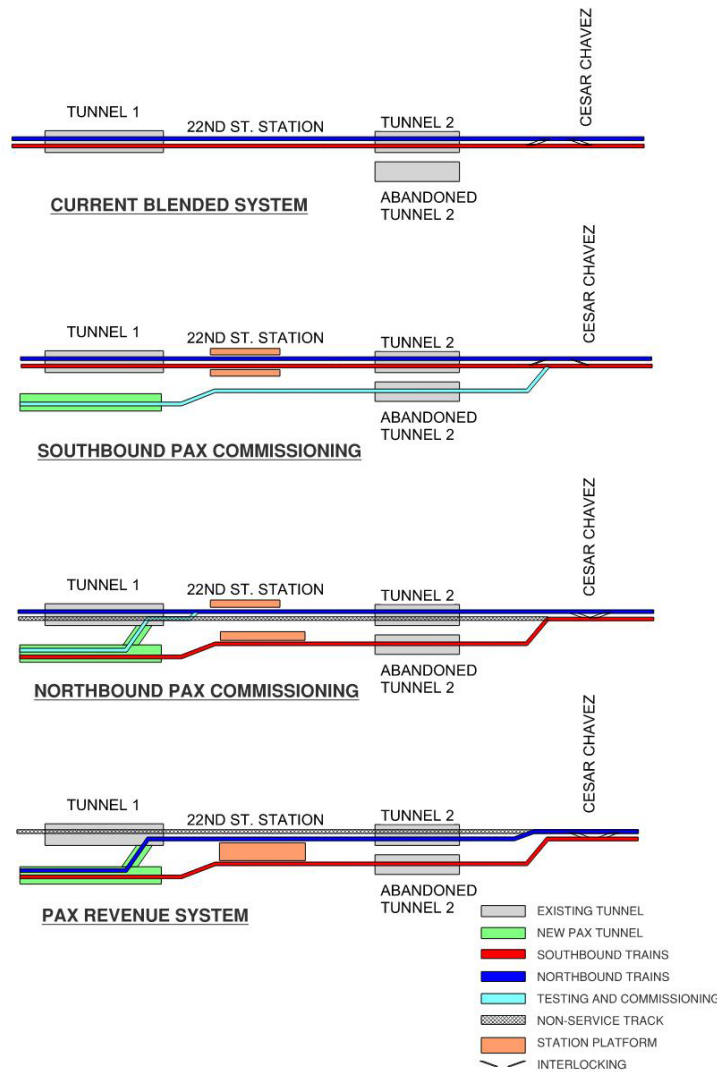 CESAR CHAVEZ
TUNNEL 1
22ND ST. STATION
TUNNEL 2
ABANDONED
TUNNEL 2
CURRENT BLENDED SYSTEM
CESAR CHAVEZ
TUNNEL 1
22ND ST. STATION
TUNNEL 2
ABANDONED
TUNNEL 2
SOUTHBOUND PAX COMMISSIONING
CESAR CHAVEZ
TUNNEL 1
22ND ST. STATION
TUNNEL 2
ABANDONED
TUNNEL 2
NORTHBOUND PAX COMMISSIONING
CESAR CHAVEZ
TUNNEL 1
22ND ST. STATION
TUNNEL 2
ABANDONED
TUNNEL 2
PAX REVENUE SYSTEM
EXISTING TUNNEL
NEW PAX TUNNEL
SOUTHBOUND TRAINS
NORTHBOUND TRAINS
TESTING AND COMMISSIONING
NON-SERVICE TRACK
STATION PLATFORM
INTERLOCKING